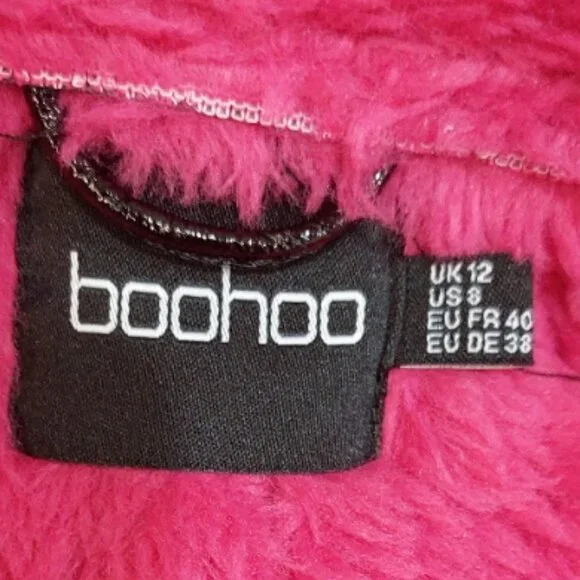 boohoo
UK 12
US 8
EU FR 40
EU DE 38